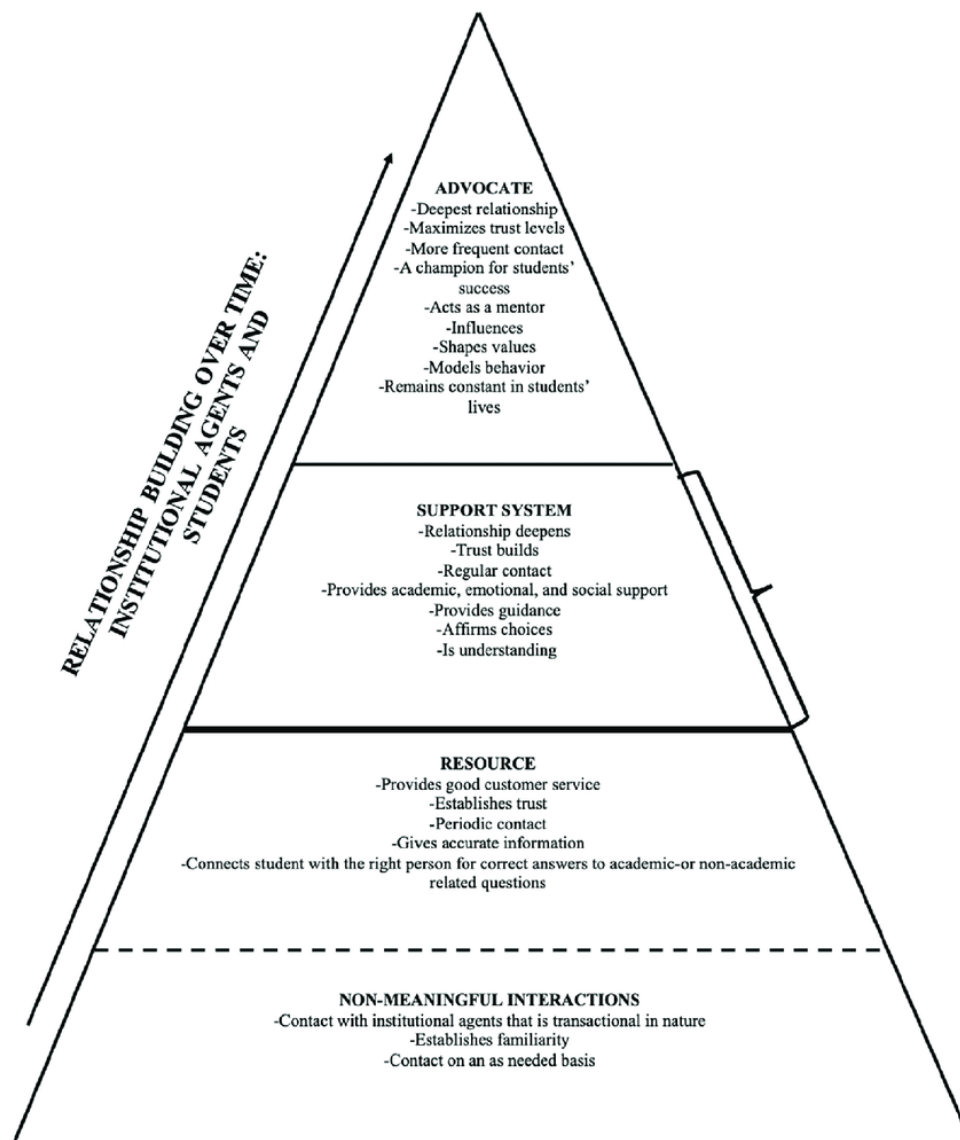 RELATIONSHIP BUILDING OVER TIME:
INSTITUTIONAL AGENTS AND
STUDENTS
ADVOCATE
-Deepest relationship
-Maximizes trust levels
-More frequent contact
-A champion for students'
success
-Acts as a mentor
-Influences
-Shapes values
-Models behavior
-Remains constant in students'
lives
SUPPORT SYSTEM
-Relationship deepens
-Trust builds
-Regular contact
-Provides academic, emotional, and social support
-Provides guidance
-Affirms choices
-Is understanding
RESOURCE
-Provides good customer service
-Establishes trust
-Periodic contact
-Gives accurate information
-Connects student with the right person for correct answers to academic-or non-academic
related questions
NON-MEANINGFUL INTERACTIONS
-Contact with institutional agents that is transactional in nature
-Establishes familiarity
-Contact on an as needed basis